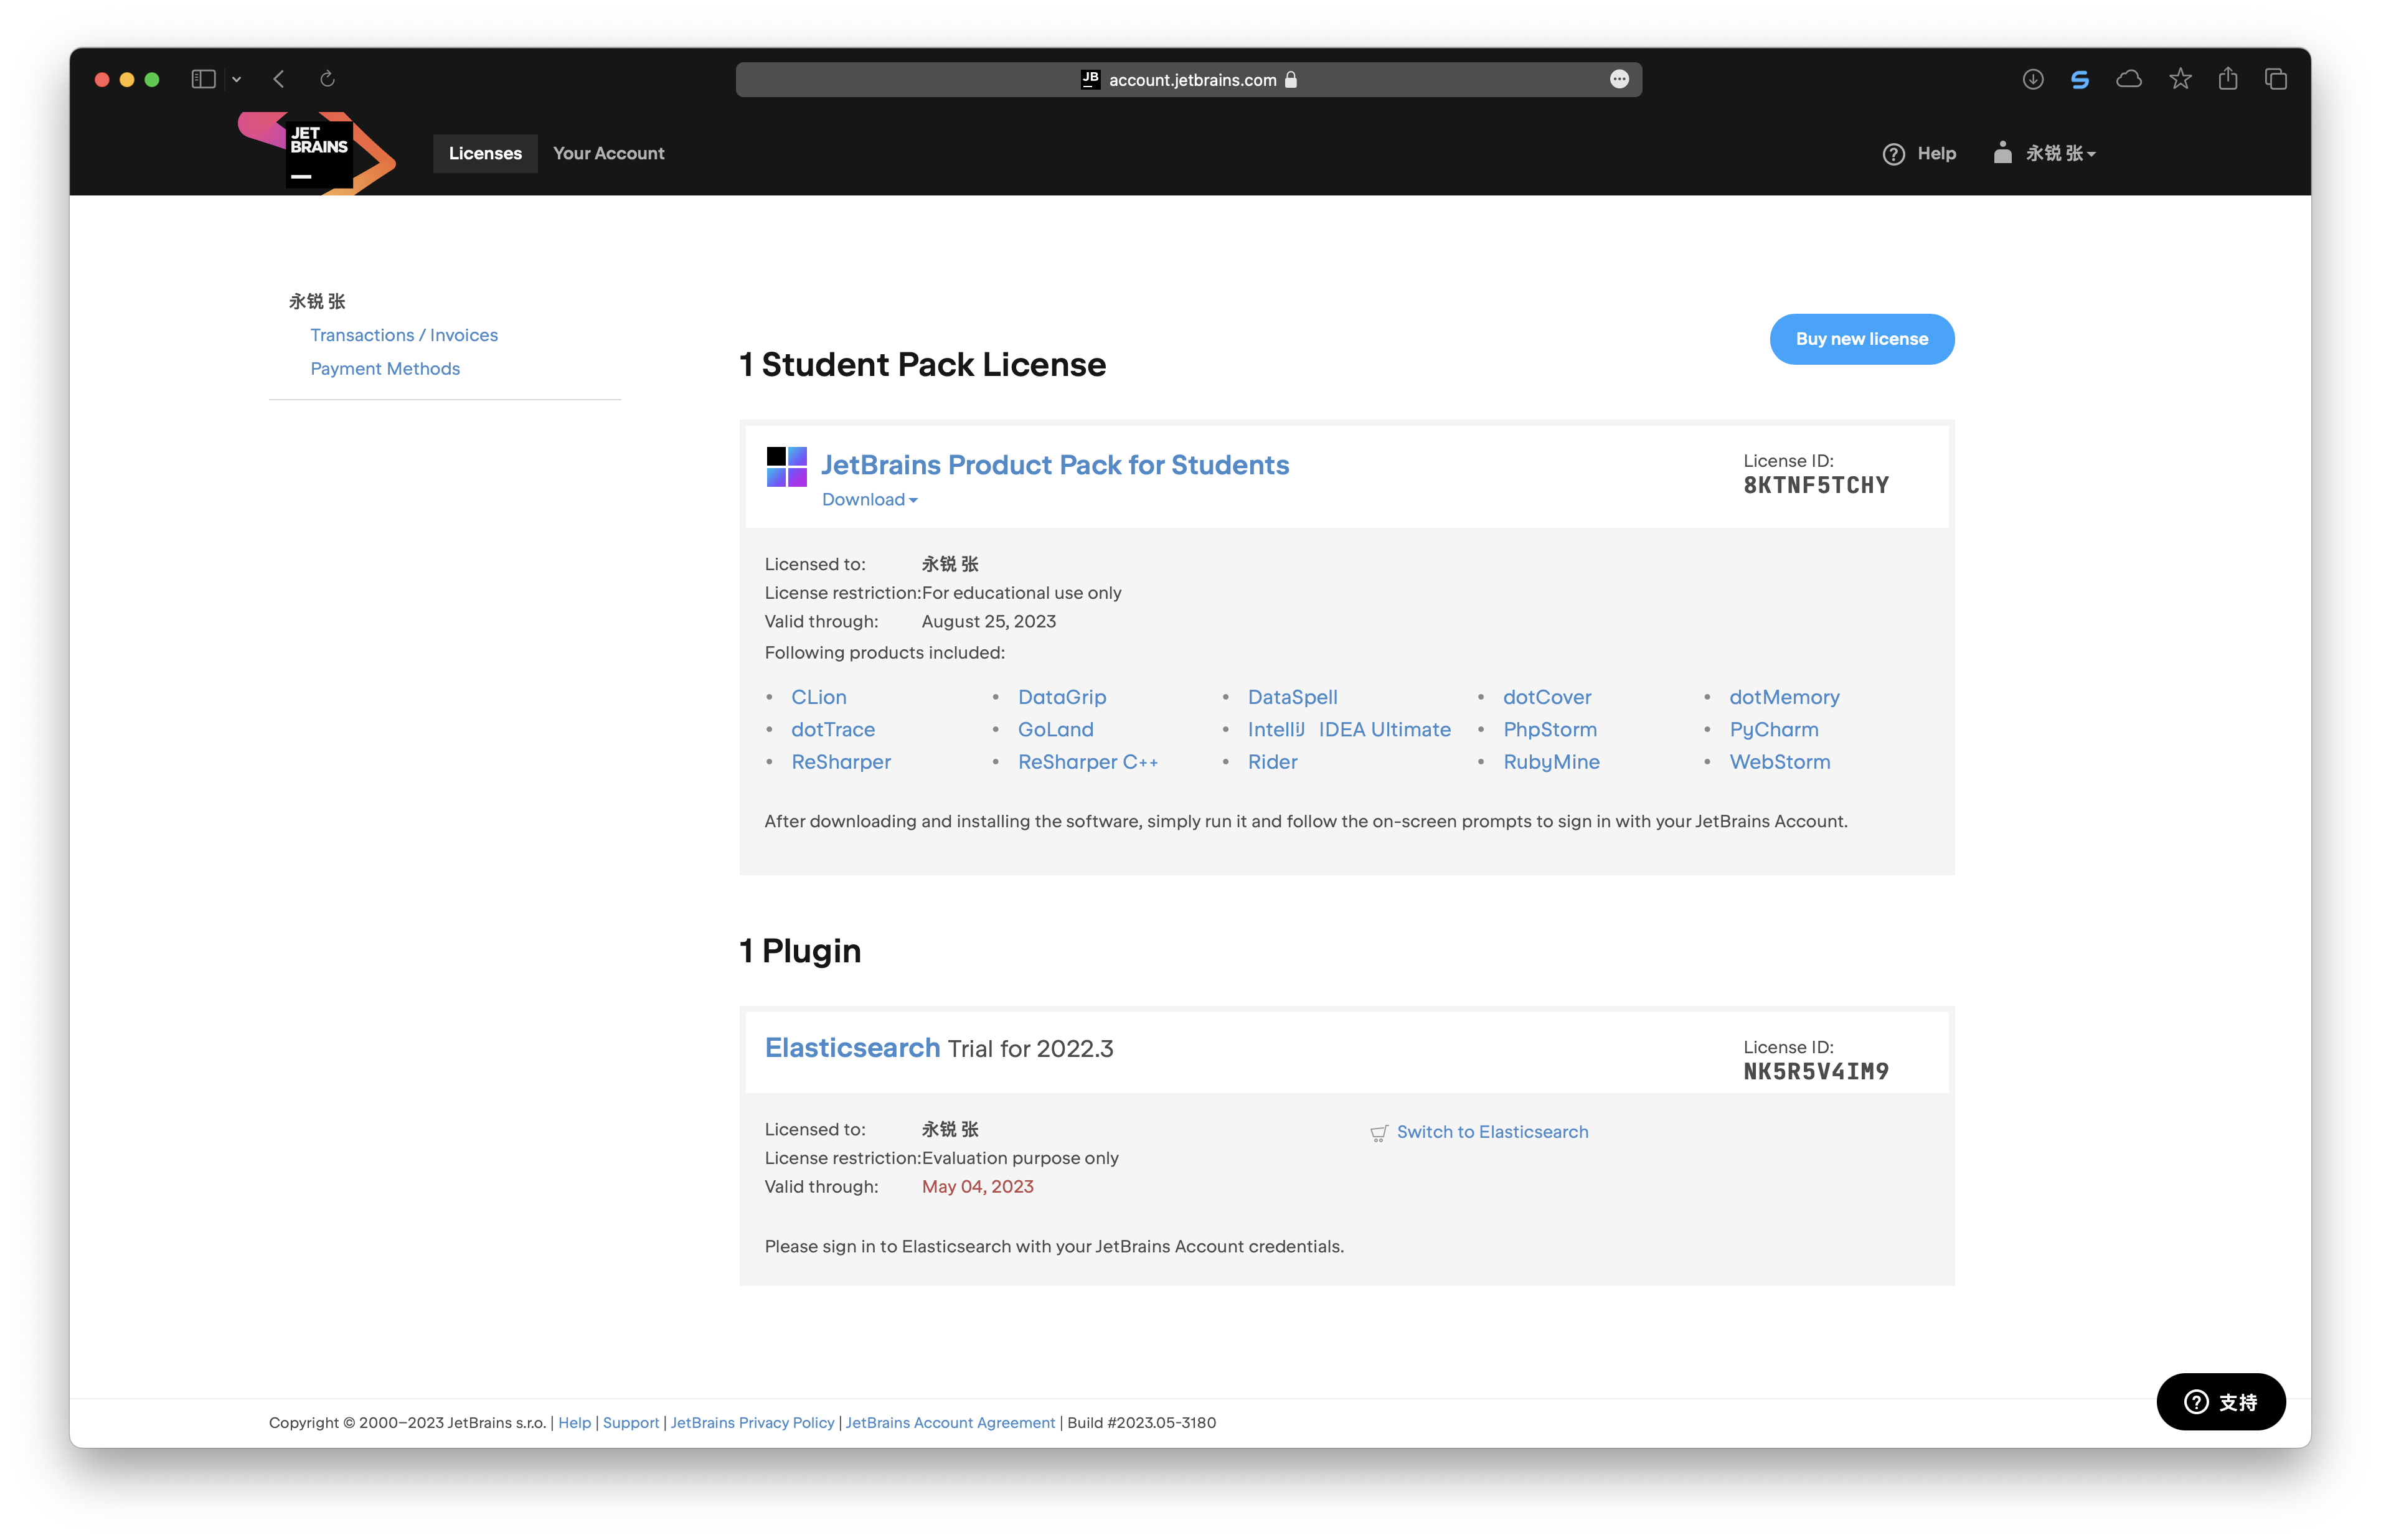 JB account.jetbrains.com
JET
BRAINS
Licenses
Your Account
Help
永锐 张
永锐 张
Transactions / Invoices
Payment Methods
Buy new license
1 Student Pack License
JetBrains Product Pack for Students
Download
License ID:
8KTNF5TCHY
Licensed to: 永锐 张
License restriction:For educational use only
Valid through: August 25, 2023
Following products included:
• CLion • DataGrip • DataSpell • dotCover • dotMemory
• dotTrace • GoLand • IntelliJ IDEA Ultimate • PhpStorm • PyCharm
• ReSharper • ReSharper C++ • Rider • RubyMine • WebStorm
After downloading and installing the software, simply run it and follow the on-screen prompts to sign in with your JetBrains Account.
1 Plugin
Elasticsearch Trial for 2022.3
License ID:
NK5R5V4IM9
Licensed to: 永锐 张
Switch to Elasticsearch
License restriction:Evaluation purpose only
Valid through: May 04, 2023
Please sign in to Elasticsearch with your JetBrains Account credentials.
支持
Copyright © 2000–2023 JetBrains s.r.o. | Help | Support | JetBrains Privacy Policy | JetBrains Account Agreement | Build #2023.05-3180